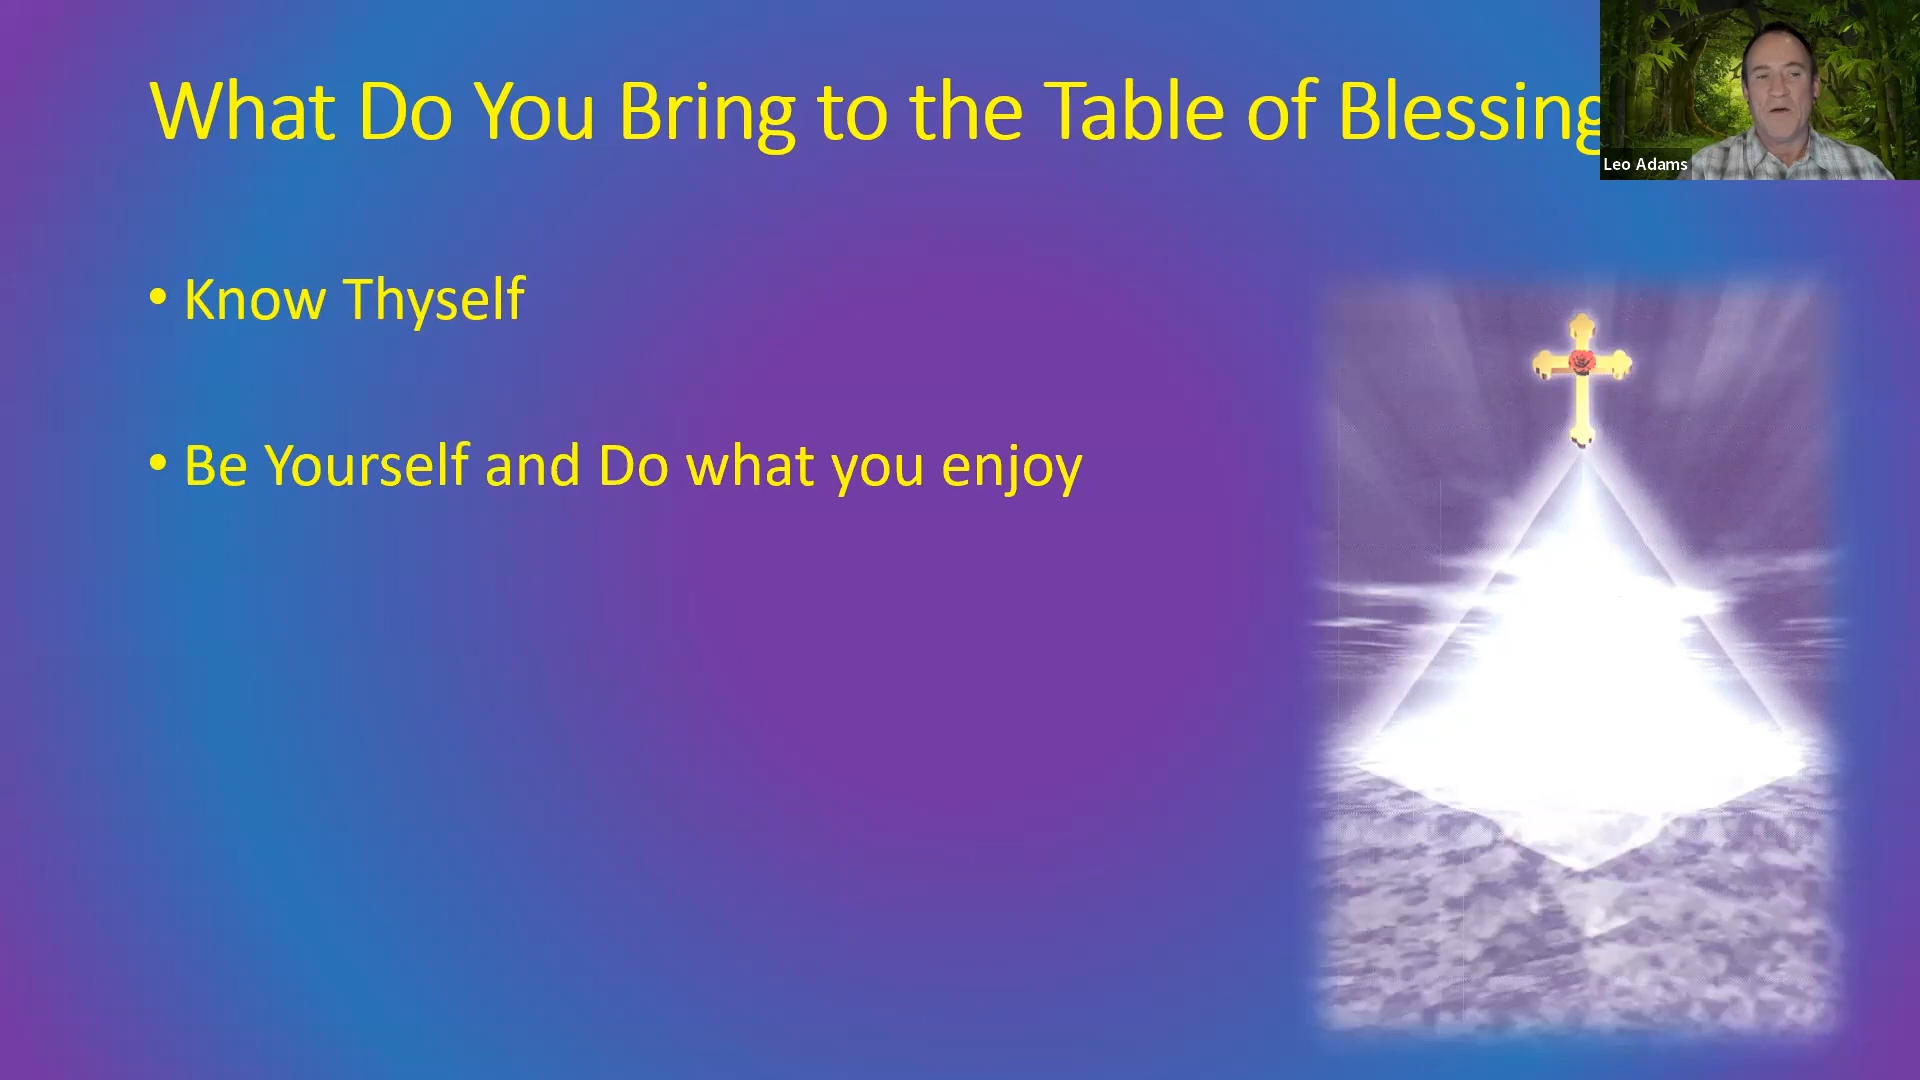 What Do You Bring to the Table of Blessing
Leo Adams
• Know Thyself
• Be Yourself and Do what you enjoy